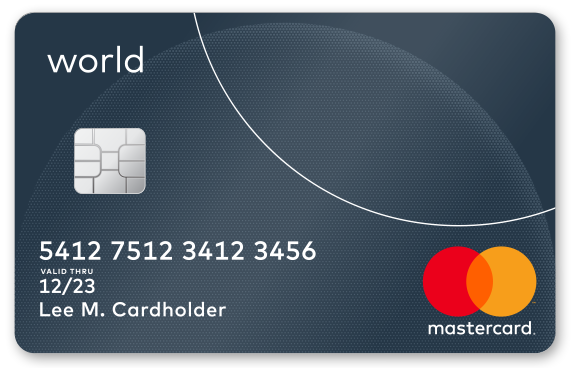 world
5412 7512 3412 3456
VALID THRU
12/23
Lee M. Cardholder
mastercard.